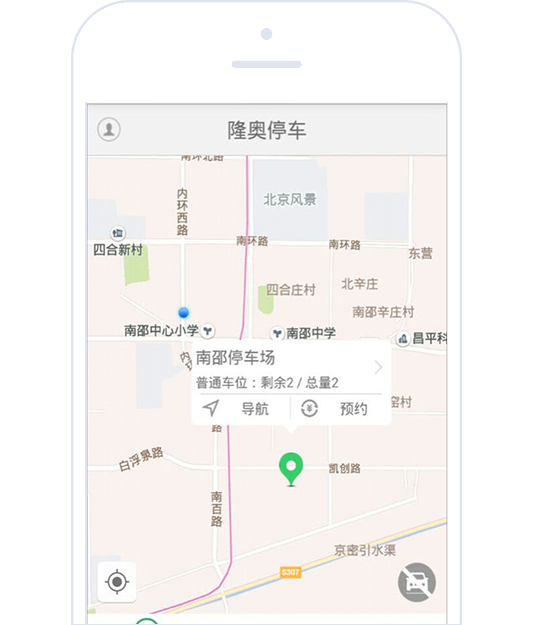 隆奥停车
南环北路
内环西路
北京风景
四合新村
南环路
南环路
东营
四合庄村
北辛庄
南邵辛庄村
南邵中心小学
南邵中学
昌平科
内环
南邵停车场
普通车位：剩余2 / 总量2
导航
¥
预约
窑村
路
白浮泉路
凯创路
南百路
京密引水渠
S307